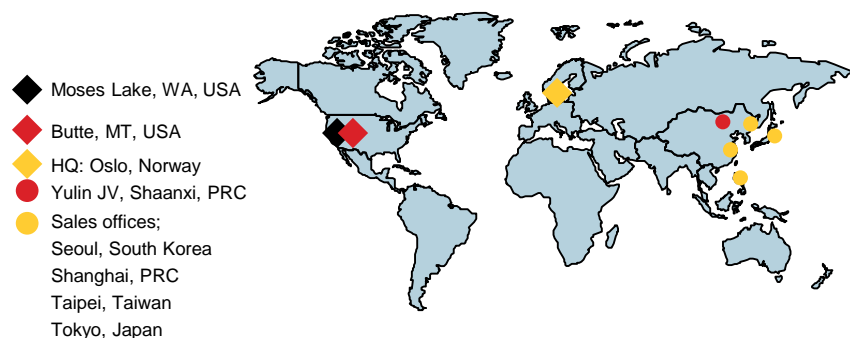 Moses Lake, WA, USA
Butte, MT, USA
HQ: Oslo, Norway
Yulin JV, Shaanxi, PRC
Sales offices;
Seoul, South Korea
Shanghai, PRC
Taipei, Taiwan
Tokyo, Japan